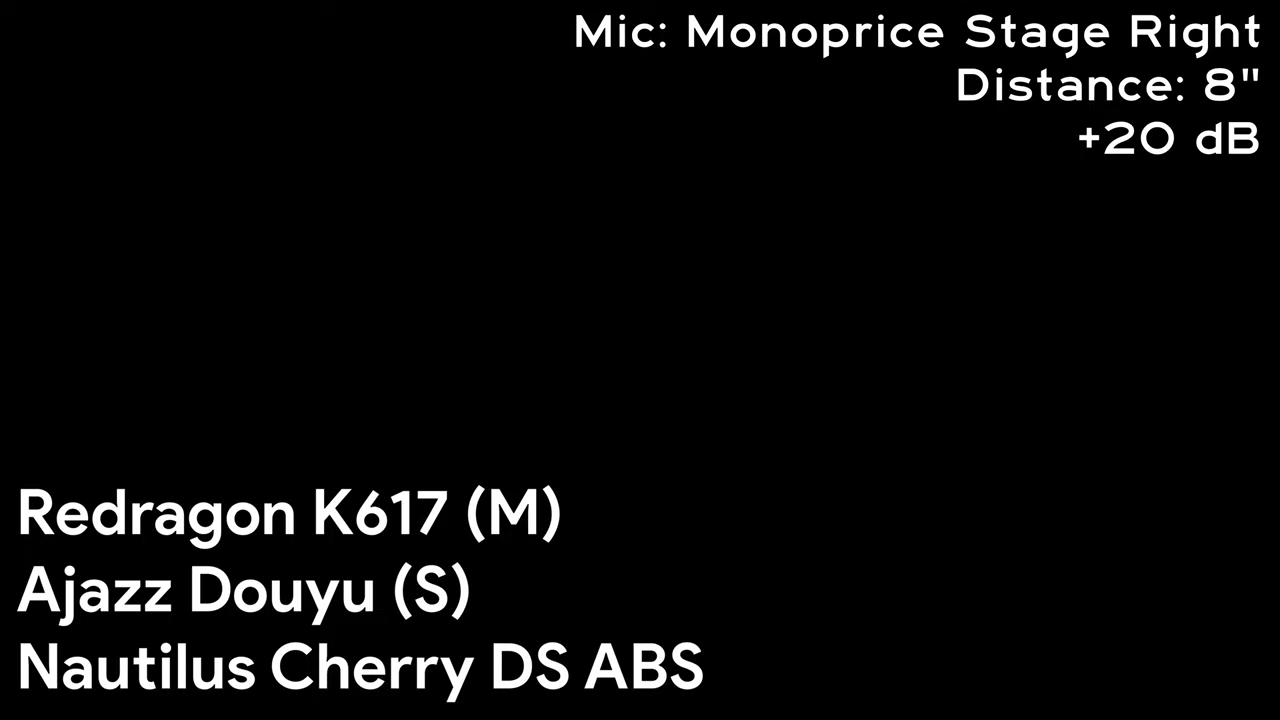 Mic: Monoprice Stage Right
Distance: 8"
+20 dB
Redragon K617 (M)
Ajazz Douyu (S)
Nautilus Cherry DS ABS